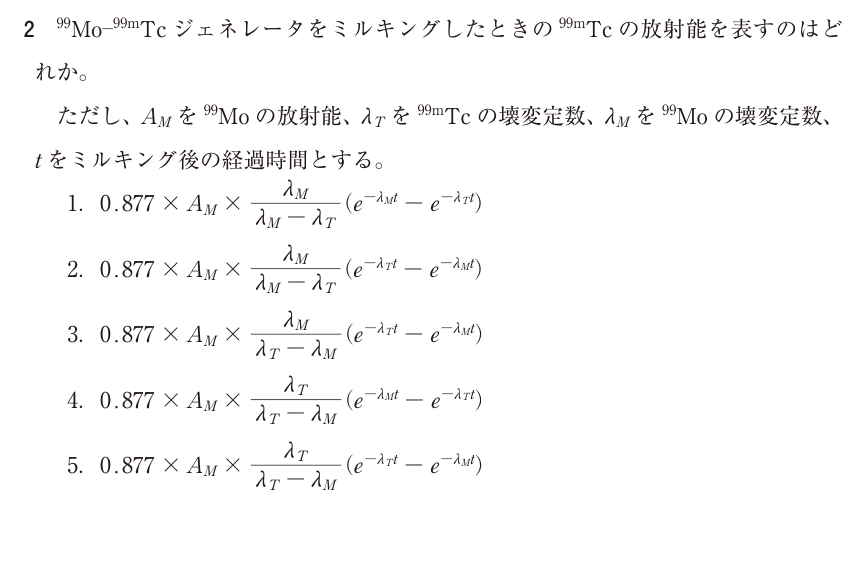 2 ⁹⁹Mo–⁹⁹ᵐTc ジェネレータをミルキングしたときの ⁹⁹ᵐTc の放射能を表すのはど
れか。
ただし、A_M を ⁹⁹Mo の放射能、λ_T を ⁹⁹ᵐTc の壊変定数、λ_M を ⁹⁹Mo の壊変定数、
t をミルキング後の経過時間とする。
1. 0.877 × A_M × λ_M / (λ_M − λ_T) (e^{−λ_M t} − e^{−λ_T t})
2. 0.877 × A_M × λ_M / (λ_M − λ_T) (e^{−λ_T t} − e^{−λ_M t})
3. 0.877 × A_M × λ_M / (λ_T − λ_M) (e^{−λ_T t} − e^{−λ_M t})
4. 0.877 × A_M × λ_T / (λ_T − λ_M) (e^{−λ_M t} − e^{−λ_T t})
5. 0.877 × A_M × λ_T / (λ_T − λ_M) (e^{−λ_T t} − e^{−λ_M t})